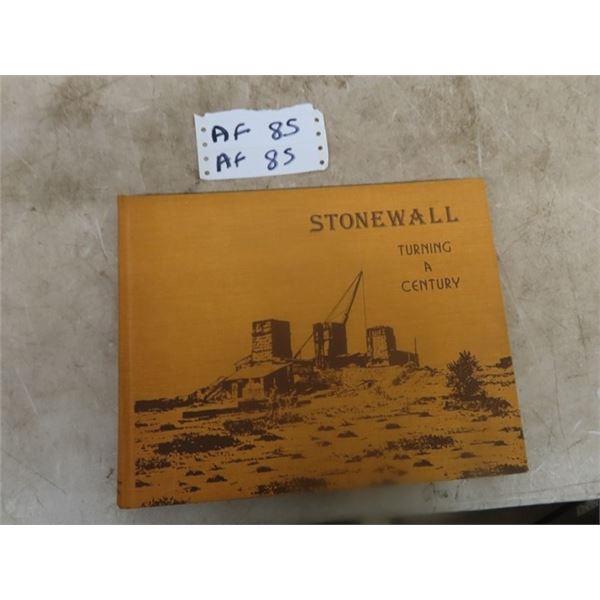 AF 85
AF 85
STONEWALL
TURNING
A
CENTURY